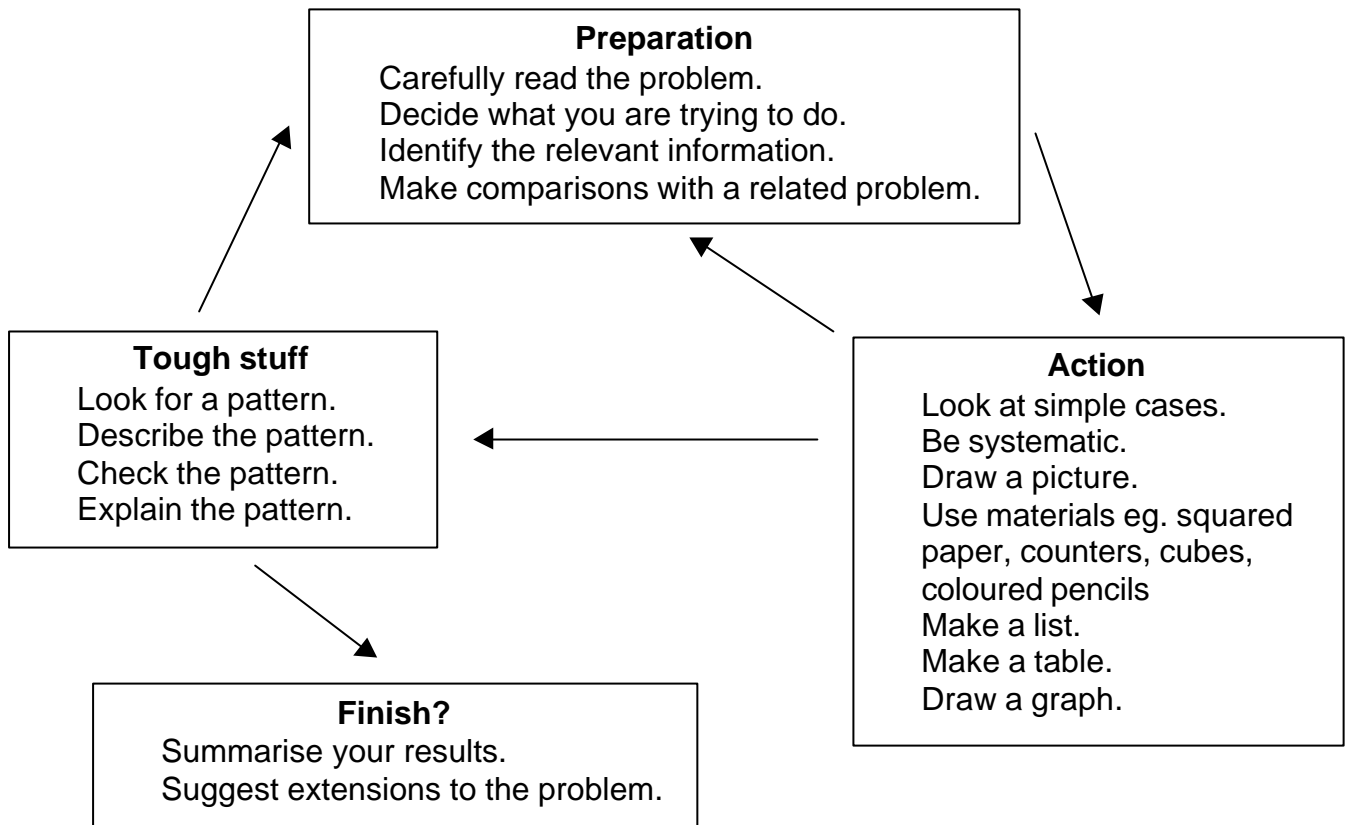 Preparation
Carefully read the problem.
Decide what you are trying to do.
Identify the relevant information.
Make comparisons with a related problem.
Tough stuff
Look for a pattern.
Describe the pattern.
Check the pattern.
Explain the pattern.
Action
Look at simple cases.
Be systematic.
Draw a picture.
Use materials eg. squared
paper, counters, cubes,
coloured pencils
Make a list.
Make a table.
Draw a graph.
Finish?
Summarise your results.
Suggest extensions to the problem.